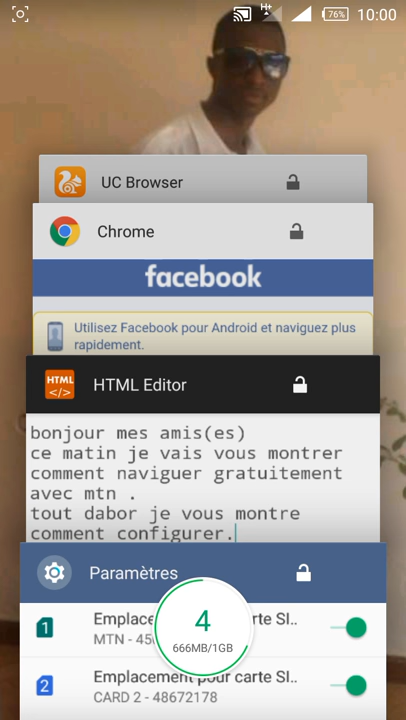 H+
76%
10:00
UC Browser
Chrome
facebook
Utilisez Facebook pour Android et naviguez plus
rapidement.
HTML
</>
HTML Editor
bonjour mes amis(es)
ce matin je vais vous montrer
comment naviguer gratuitement
avec mtn .
tout dabor je vous montre
comment configurer.
Paramètres
1
carte SI..
MTN -
4
666MB/1GB
2
Emplacement pour carte SI..
CARD 2 - 48672178